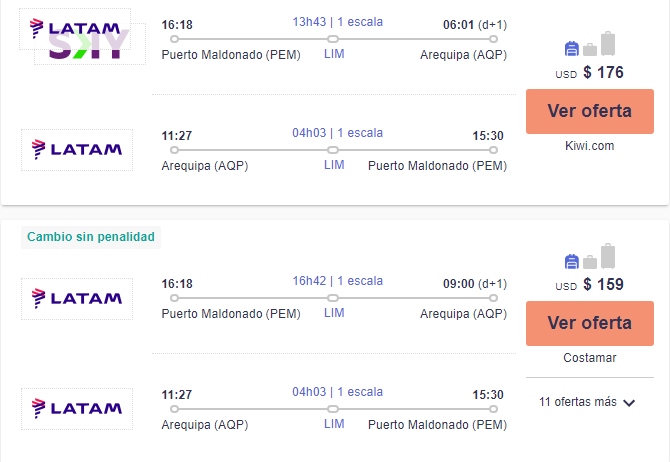 LATAM
SKY
16:18 13h43 | 1 escala 06:01 (d+1)
Puerto Maldonado (PEM) LIM Arequipa (AQP)
USD $ 176
Ver oferta
Kiwi.com
LATAM
11:27 04h03 | 1 escala 15:30
Arequipa (AQP) LIM Puerto Maldonado (PEM)
Cambio sin penalidad
LATAM
16:18 16h42 | 1 escala 09:00 (d+1)
Puerto Maldonado (PEM) LIM Arequipa (AQP)
USD $ 159
Ver oferta
Costamar
11 ofertas más
LATAM
11:27 04h03 | 1 escala 15:30
Arequipa (AQP) LIM Puerto Maldonado (PEM)